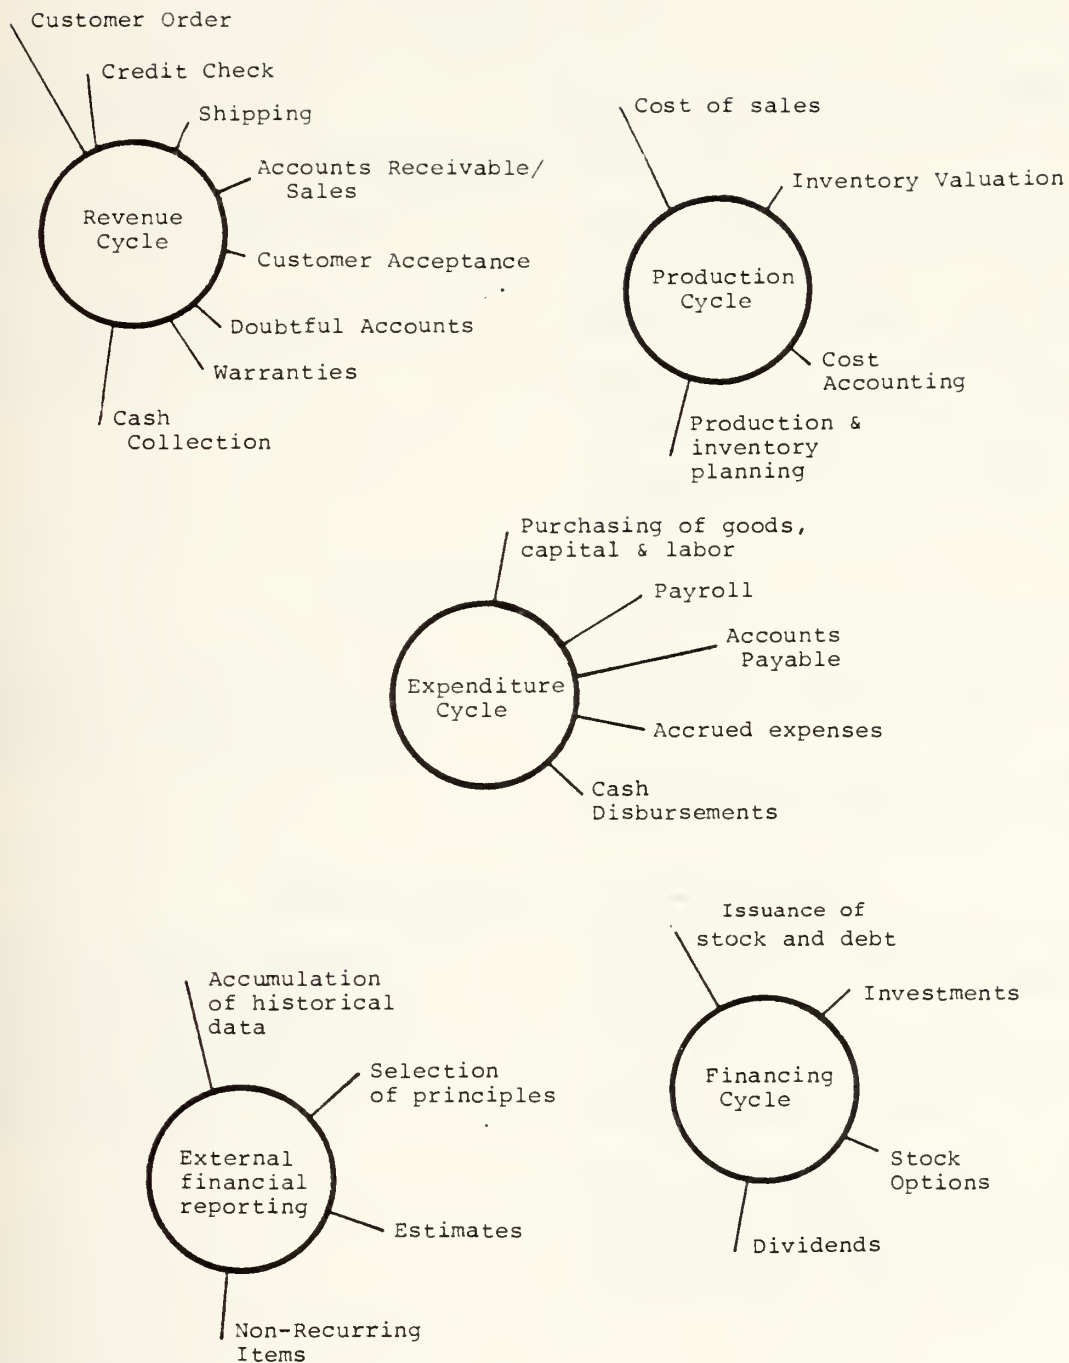 Customer Order
Credit Check
Shipping
Accounts Receivable/
Sales
Revenue
Cycle
Customer Acceptance
Doubtful Accounts
Warranties
Cash
Collection
Cost of sales
Inventory Valuation
Production
Cycle
Cost
Accounting
Production &
inventory
planning
Purchasing of goods,
capital & labor
Payroll
Accounts
Payable
Expenditure
Cycle
Accrued expenses
Cash
Disbursements
Accumulation
of historical
data
Selection
of principles
External
financial
reporting
Estimates
Non-Recurring
Items
Issuance of
stock and debt
Investments
Financing
Cycle
Stock
Options
Dividends